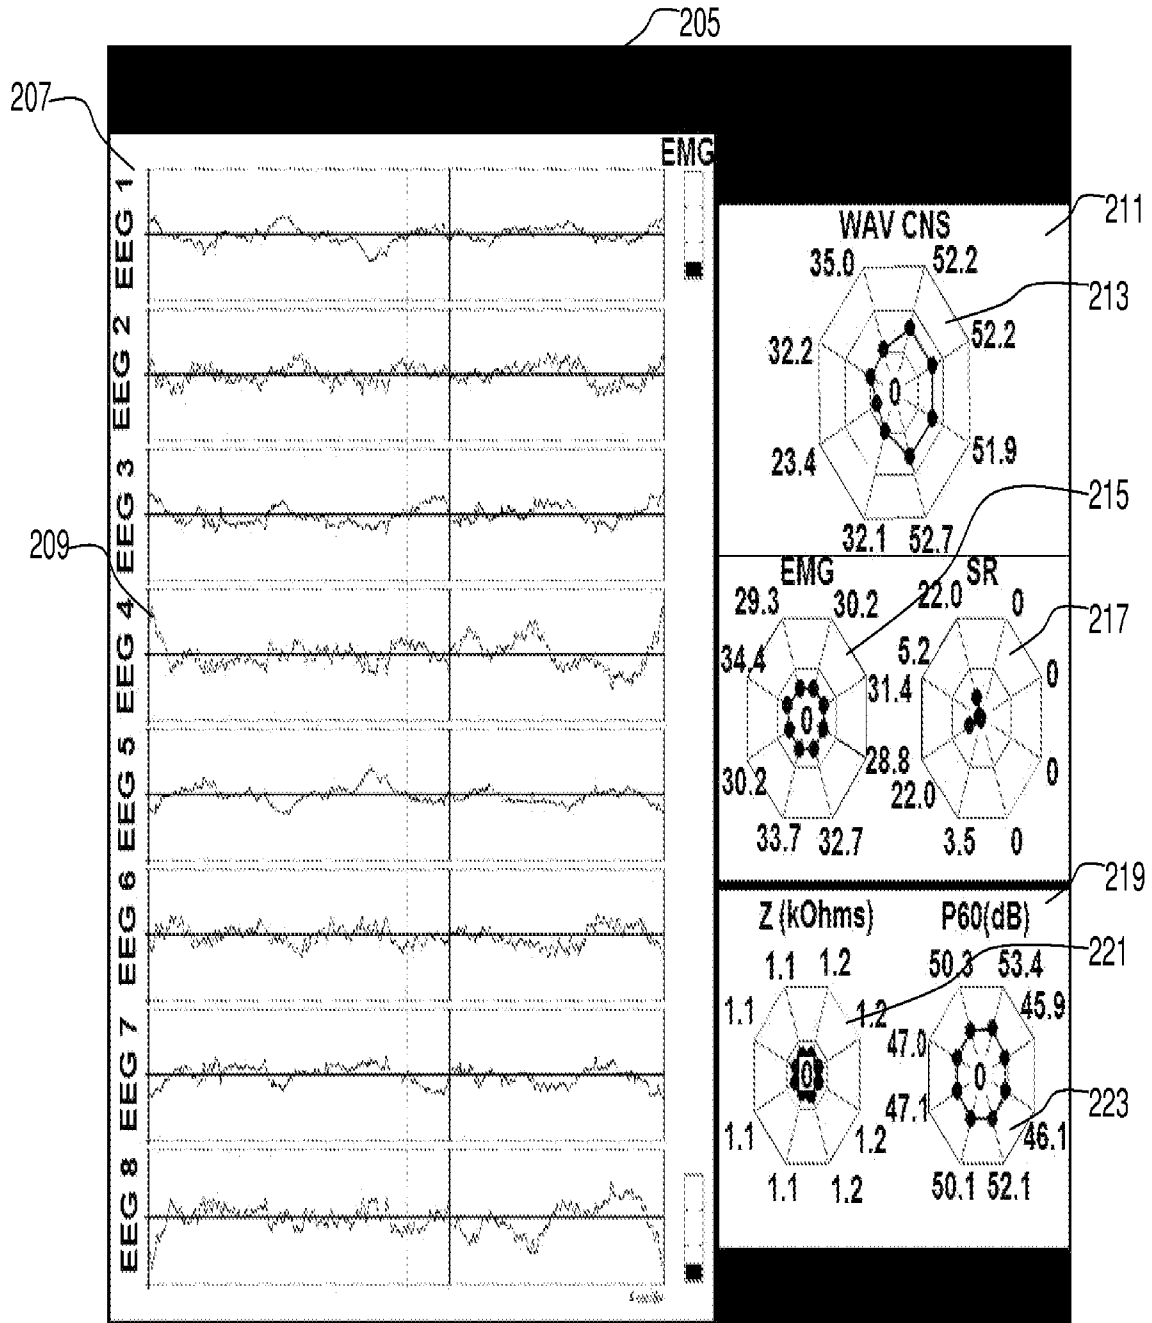 205
207
EMG
EEG 1
211
WAV CNS
35.0 52.2
213
32.2 52.2
EEG 2
0
23.4 51.9
EEG 3
215
32.1 52.7
209
EMG SR
29.3 30.2 22.0 0
217
EEG 4
34.4 31.4 5.2 0
0
30.2 28.8 22.0 0
EEG 5
33.7 32.7 3.5 0
219
EEG 6
Z (kOhms) P60(dB)
221
1.1 1.2 50.3 53.4
1.1 1.2 47.0 45.9
EEG 7
0 0
223
1.1 1.2 47.1 46.1
EEG 8
1.1 1.2 50.1 52.1